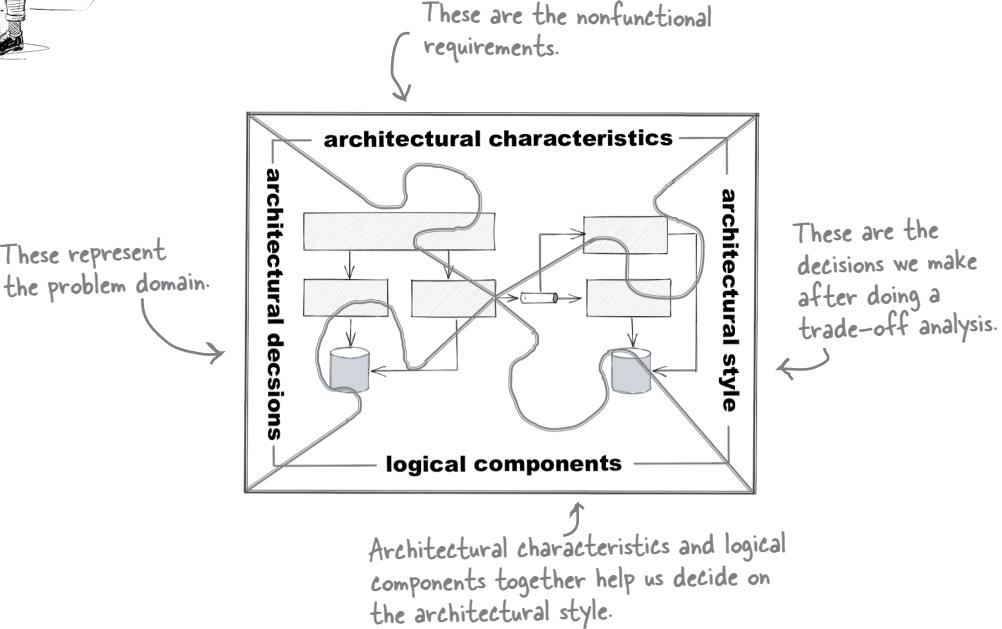 These are the nonfunctional
requirements.
architectural characteristics
architectural decsions
architectural style
These represent
the problem domain.
These are the
decisions we make
after doing a
trade-off analysis.
logical components
Architectural characteristics and logical
components together help us decide on
the architectural style.